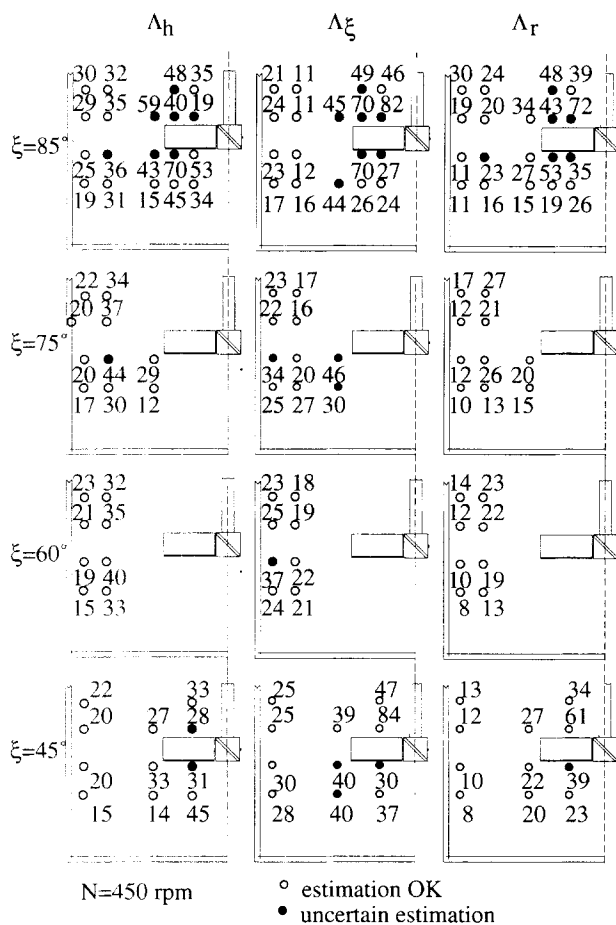 Λh Λξ Λr
30 32 48 35 21 11 49 46 30 24 48 39
29 35 59 40 19 24 11 45 70 82 19 20 34 43 72
ξ=85°
25 36 43 70 53 23 12 70 27 11 23 27 53 35
19 31 15 45 34 17 16 44 26 24 11 16 15 19 26
22 34 23 17 17 27
20 37 22 16 12 21
ξ=75°
20 44 29 34 20 46 12 26 20
17 30 12 25 27 30 10 13 15
23 32 23 18 14 23
21 35 25 19 12 22
ξ=60°
19 40 37 22 10 19
15 33 24 21 8 13
22 33 25 47 13 34
20 27 28 25 39 84 12 27 61
ξ=45°
20 33 31 30 40 30 10 22 39
15 14 45 28 40 37 8 20 23
N=450 rpm
estimation OK
uncertain estimation